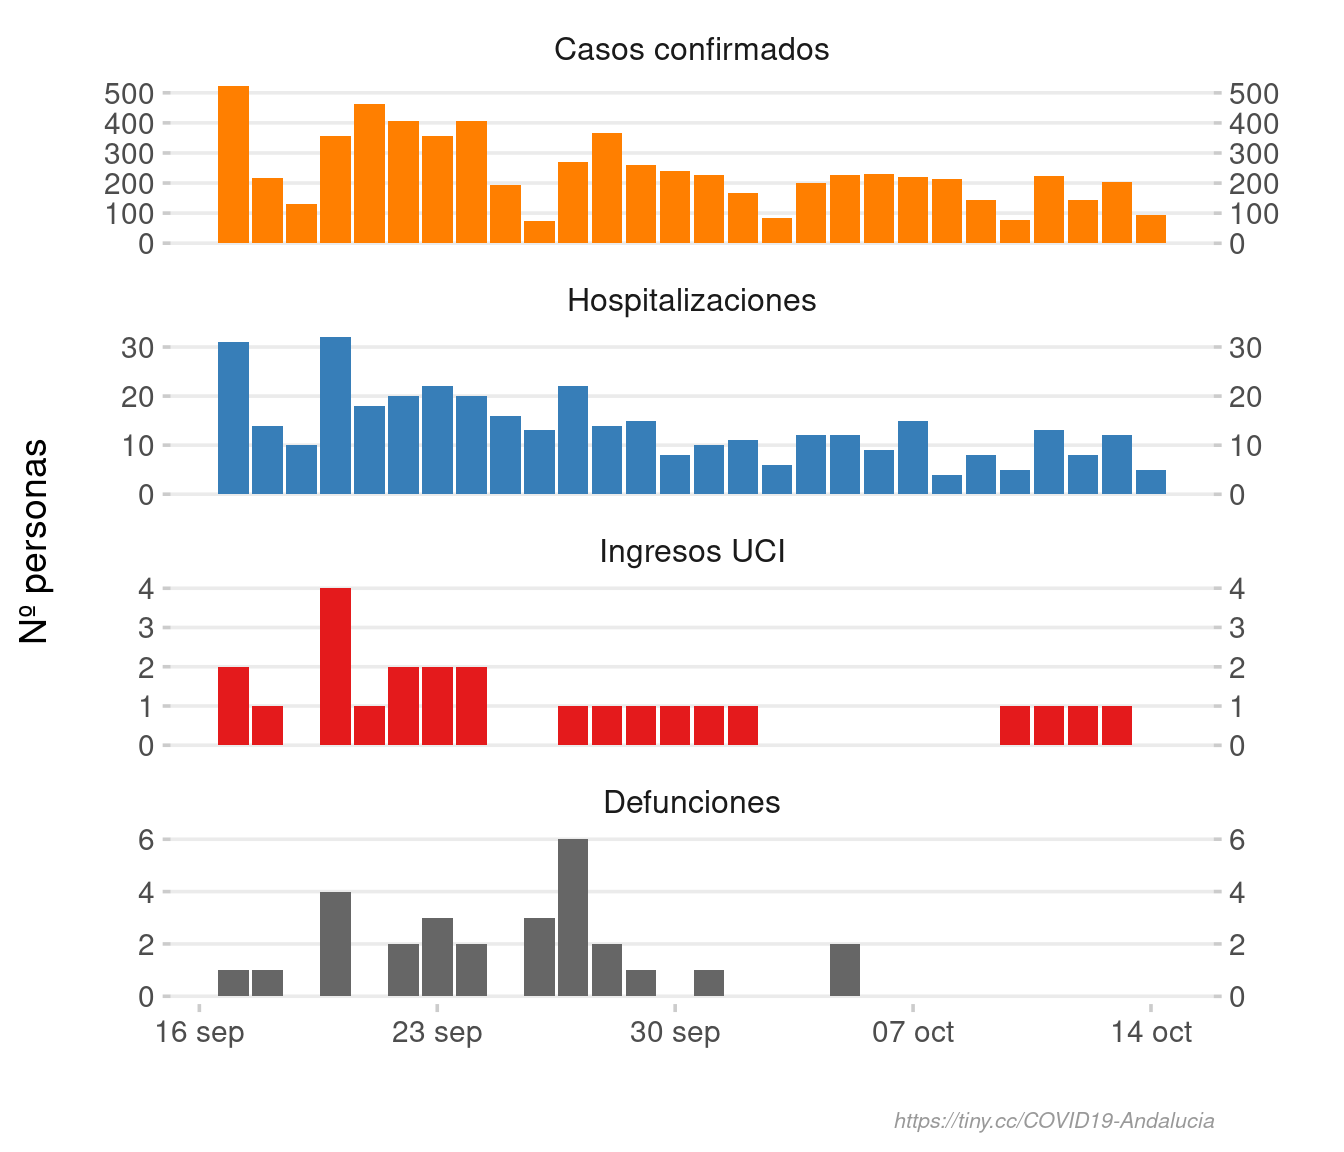 Casos confirmados
500 500
400 400
300 300
200 200
100 100
0 0
Hospitalizaciones
30 30
20 20
10 10
0 0
Nº personas
Ingresos UCI
4 4
3 3
2 2
1 1
0 0
Defunciones
6 6
4 4
2 2
0 0
16 sep 23 sep 30 sep 07 oct 14 oct
https://tiny.cc/COVID19-Andalucia